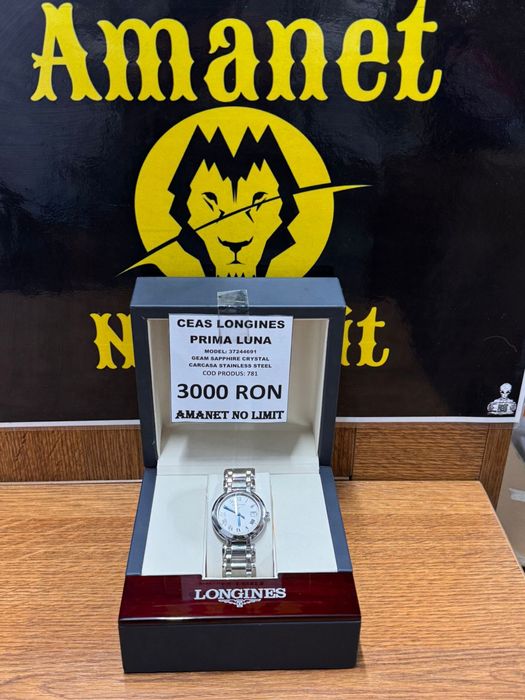 Amanet
CEAS LONGINES
PRIMA LUNA
MODEL: 37244691
GEAM SAPPHIRE CRYSTAL
CARCASA STAINLESS STEEL
COD PRODUS: 781
3000 RON
AMANET NO LIMIT
LONGINES